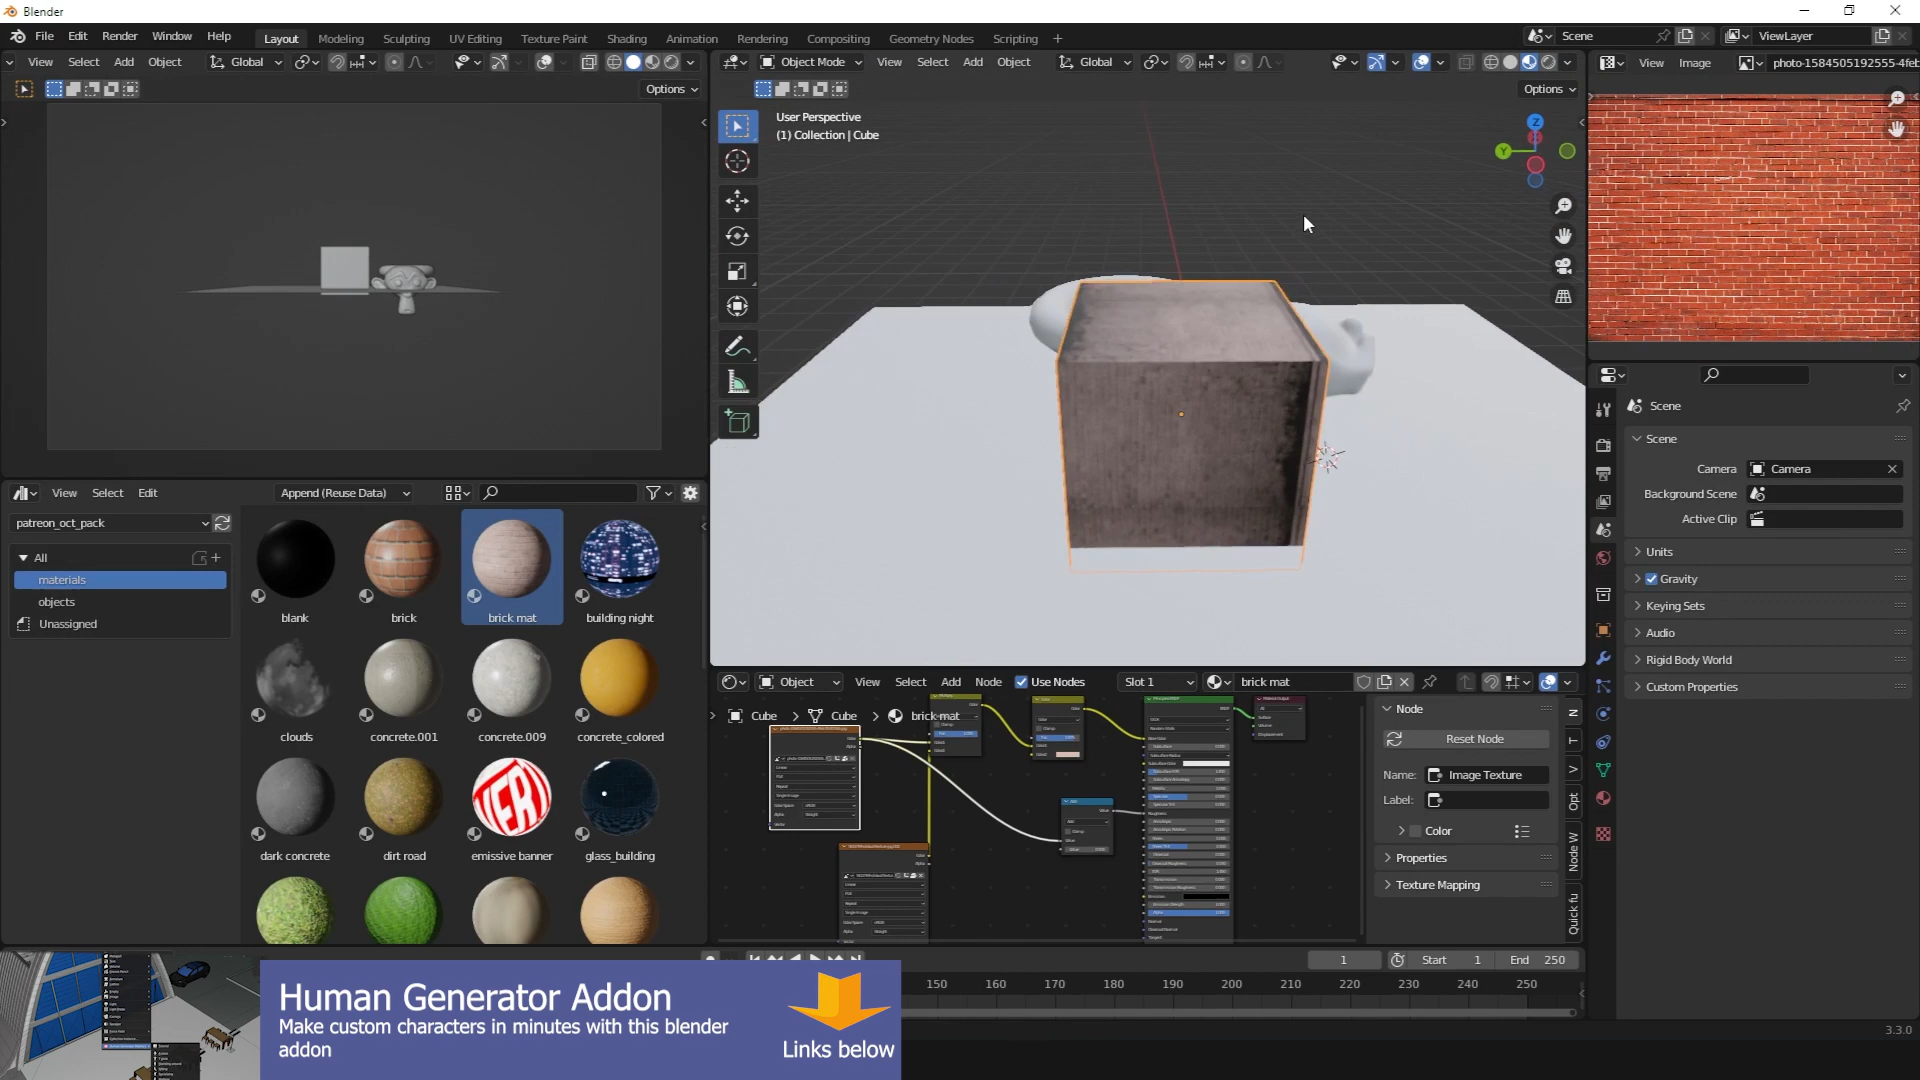 Blender
File Edit Render Window Help Layout Modeling Sculpting UV Editing Texture Paint Shading Animation Rendering Compositing Geometry Nodes Scripting + Scene ViewLayer
View Select Add Object Global
Object Mode View Select Add Object Global
View Image photo-1584505192555-4feb
Options
Options
User Perspective
(1) Collection | Cube
Z
Y
Scene
Scene
Camera Camera
Background Scene
Active Clip
Units
Gravity
Keying Sets
Audio
Rigid Body World
Custom Properties
View Select Edit Append (Reuse Data)
patreon_oct_pack
All
materials
objects
Unassigned
blank brick brick mat building night
clouds concrete.001 concrete.009 concrete_colored
dark concrete dirt road emissive banner glass_building
Object View Select Add Node Use Nodes Slot 1 brick mat
Cube > Cube > brick mat
Node
Reset Node
Name: Image Texture
Label:
Color
Properties
Texture Mapping
N
T
V
Opt
Node W
Quick fu
1 Start 1 End 250
150 160 170 180 190 200 210 220 230 240 250
3.3.0
Human Generator Addon
Make custom characters in minutes with this blender
addon
Links below